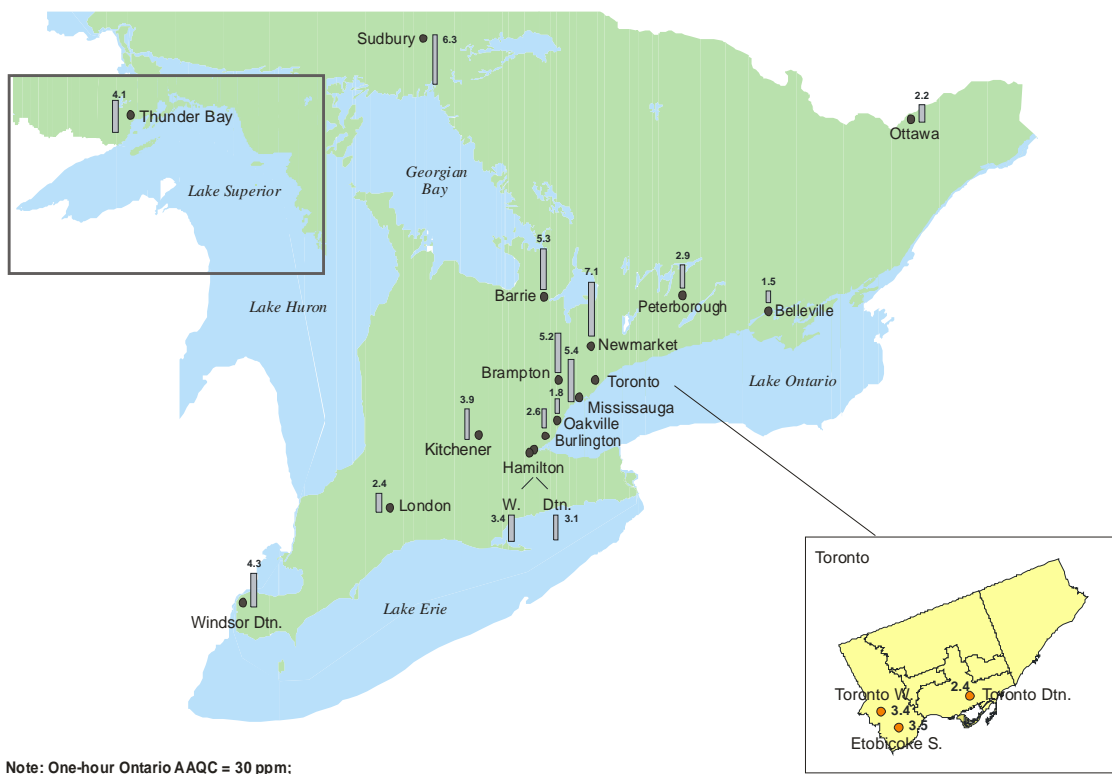 Sudbury
6.3
4.1
Thunder Bay
2.2
Ottawa
Georgian
Bay
Lake Superior
5.3
Barrie
7.1
2.9
Peterborough
1.5
Belleville
Lake Huron
Newmarket
5.2
Brampton
5.4
Toronto
Lake Ontario
Mississauga
1.8
Oakville
3.9
Kitchener
2.6
Burlington
Hamilton
W.
Dtn.
3.4
3.1
2.4
London
4.3
Windsor Dtn.
Lake Erie
Toronto
2.4
Toronto Dtn.
Toronto W.
3.4
3.5
Etobicoke S.
Note: One-hour Ontario AAQC = 30 ppm;